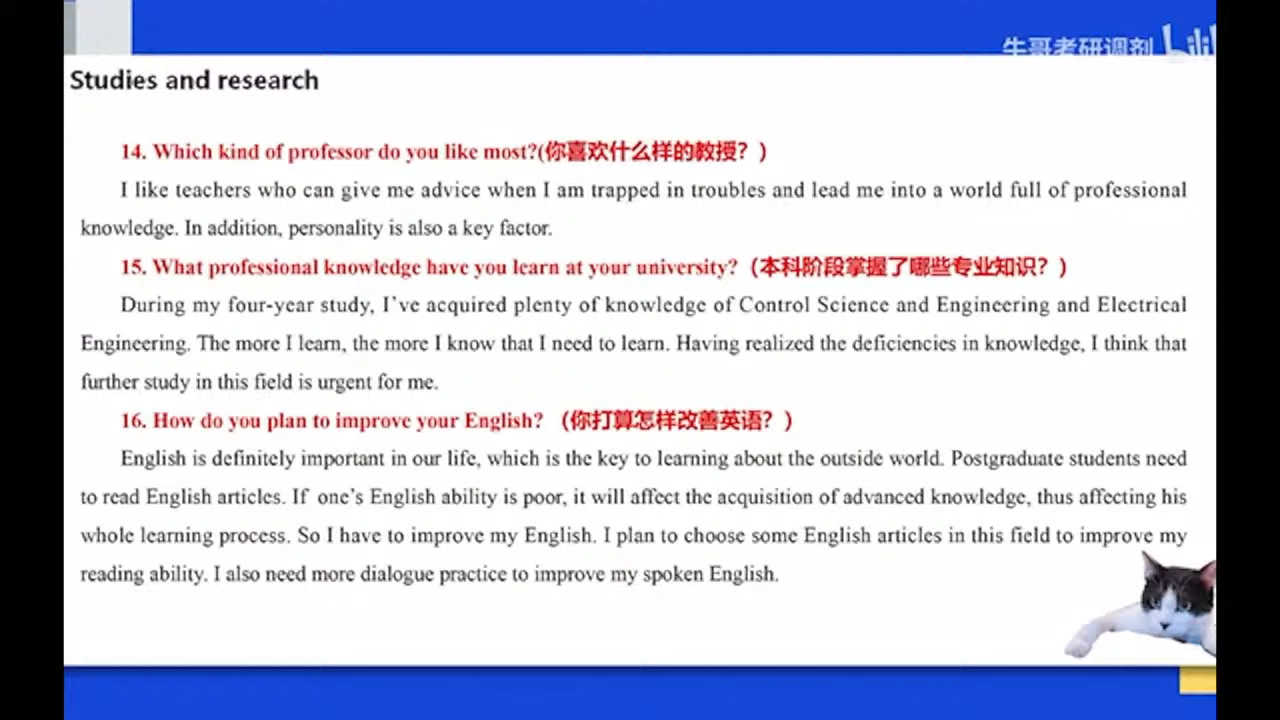 牛哥考研调剂 bilibili
Studies and research
14. Which kind of professor do you like most?(你喜欢什么样的教授？)
I like teachers who can give me advice when I am trapped in troubles and lead me into a world full of professional
knowledge. In addition, personality is also a key factor.
15. What professional knowledge have you learn at your university?（本科阶段掌握了哪些专业知识？）
During my four-year study, I’ve acquired plenty of knowledge of Control Science and Engineering and Electrical
Engineering. The more I learn, the more I know that I need to learn. Having realized the deficiencies in knowledge, I think that
further study in this field is urgent for me.
16. How do you plan to improve your English? （你打算怎样改善英语？）
English is definitely important in our life, which is the key to learning about the outside world. Postgraduate students need
to read English articles. If one’s English ability is poor, it will affect the acquisition of advanced knowledge, thus affecting his
whole learning process. So I have to improve my English. I plan to choose some English articles in this field to improve my
reading ability. I also need more dialogue practice to improve my spoken English.